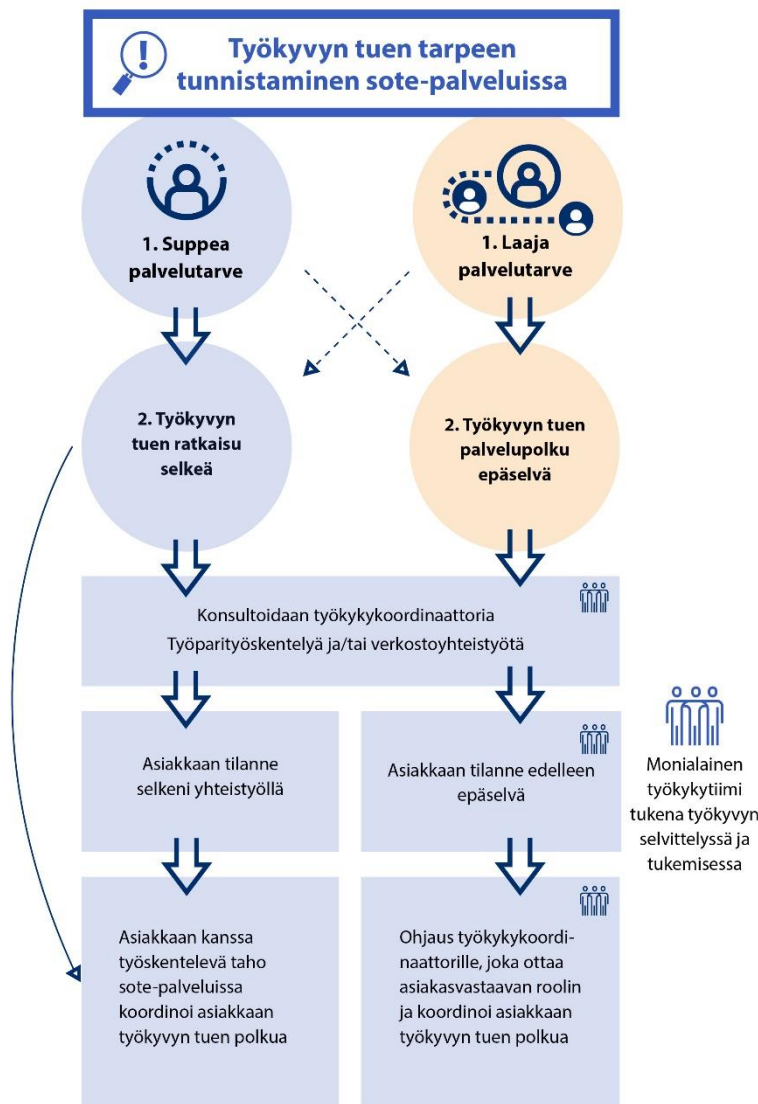 Työkyvyn tuen tarpeen
tunnistaminen sote-palveluissa
1. Suppea
palvelutarve
1. Laaja
palvelutarve
2. Työkyvyn
tuen ratkaisu
selkeä
2. Työkyvyn tuen
palvelupolku
epäselvä
Konsultoidaan työkykykoordinaattoria
Työparityöskentelyä ja/tai verkostoyhteistyötä
Asiakkaan tilanne
selkeni yhteistyöllä
Asiakkaan tilanne edelleen
epäselvä
Monialainen
työkykytiimi
tukena työkyvyn
selvittelyssä ja
tukemisessa
Asiakkaan kanssa
työskentelevä taho
sote-palveluissa
koordinoi asiakkaan
työkyvyn tuen polkua
Ohjaus työkykykoordi-
naattorille, joka ottaa
asiakasvastaavan roolin
ja koordinoi asiakkaan
työkyvyn tuen polkua